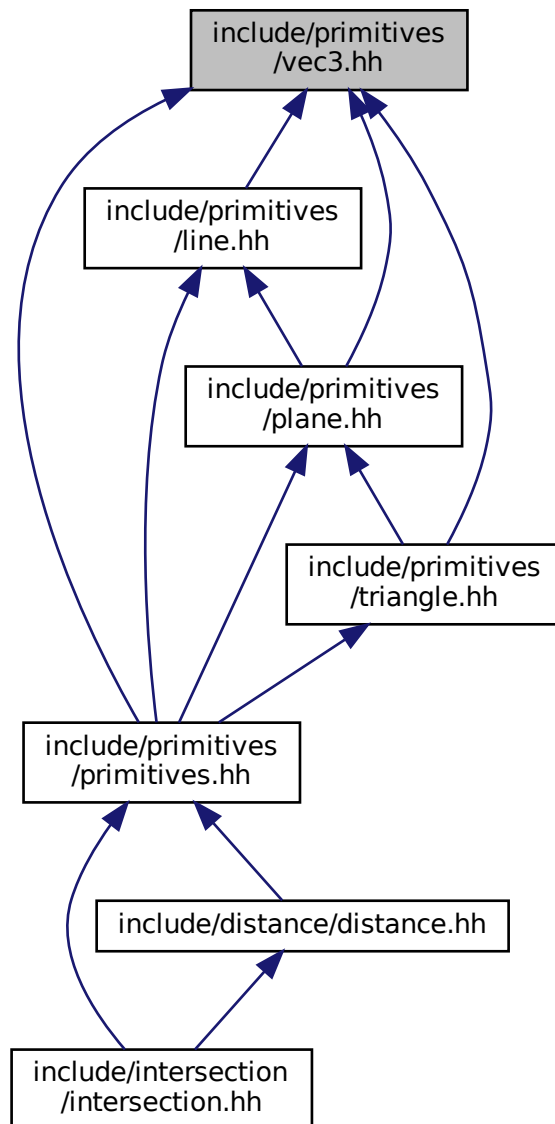 include/primitives
/vec3.hh
include/primitives
/line.hh
include/primitives
/plane.hh
include/primitives
/triangle.hh
include/primitives
/primitives.hh
include/distance/distance.hh
include/intersection
/intersection.hh